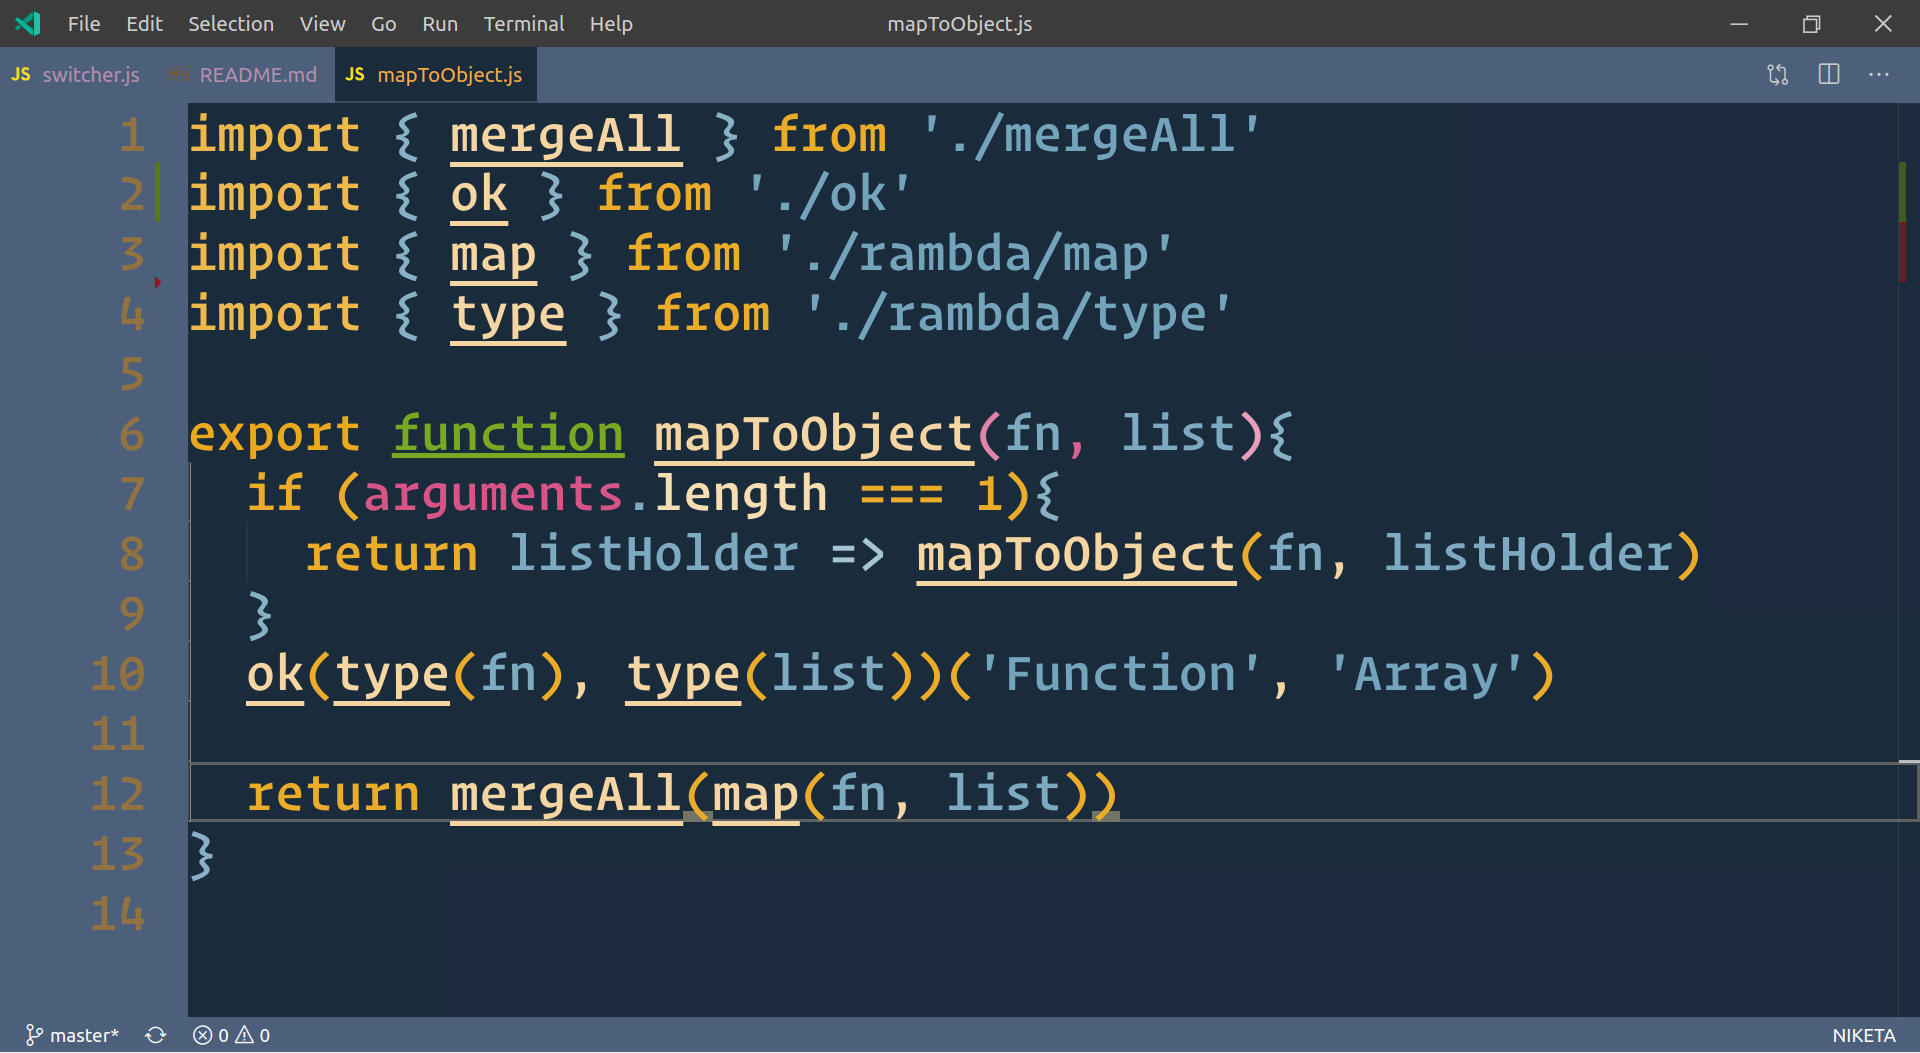 File Edit Selection View Go Run Terminal Help mapToObject.js
JS switcher.js README.md JS mapToObject.js
1 import { mergeAll } from './mergeAll'
2 import { ok } from './ok'
3 import { map } from './rambda/map'
4 import { type } from './rambda/type'
5
6 export function mapToObject(fn, list){
7 if (arguments.length === 1){
8 return listHolder => mapToObject(fn, listHolder)
9 }
10 ok(type(fn), type(list))('Function', 'Array')
11
12 return mergeAll(map(fn, list))
13 }
14
master* 0 0 NIKETA